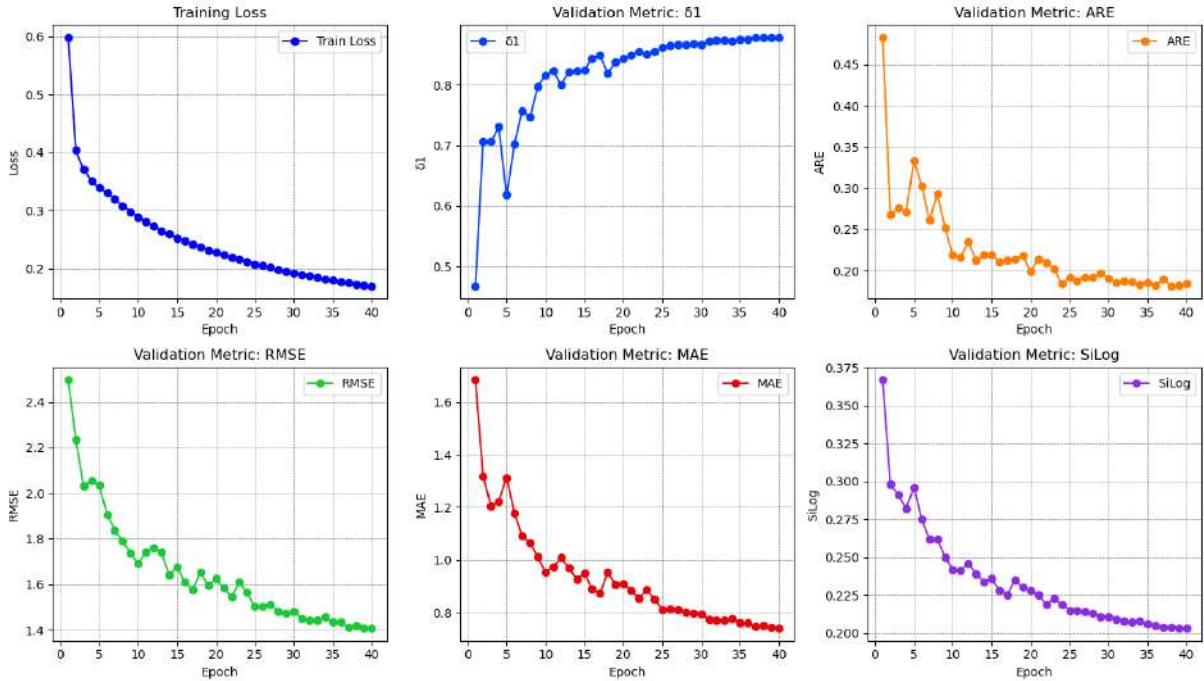 Training Loss
Train Loss
0.6
0.5
0.4
0.3
0.2
Loss
0 5 10 15 20 25 30 35 40
Epoch
Validation Metric: δ1
δ1
0.8
0.7
0.6
0.5
δ1
0 5 10 15 20 25 30 35 40
Epoch
Validation Metric: ARE
ARE
0.45
0.40
0.35
0.30
0.25
0.20
ARE
0 5 10 15 20 25 30 35 40
Epoch
Validation Metric: RMSE
RMSE
2.4
2.2
2.0
1.8
1.6
1.4
RMSE
0 5 10 15 20 25 30 35 40
Epoch
Validation Metric: MAE
MAE
1.6
1.4
1.2
1.0
0.8
MAE
0 5 10 15 20 25 30 35 40
Epoch
Validation Metric: SiLog
SiLog
0.375
0.350
0.325
0.300
0.275
0.250
0.225
0.200
SiLog
0 5 10 15 20 25 30 35 40
Epoch